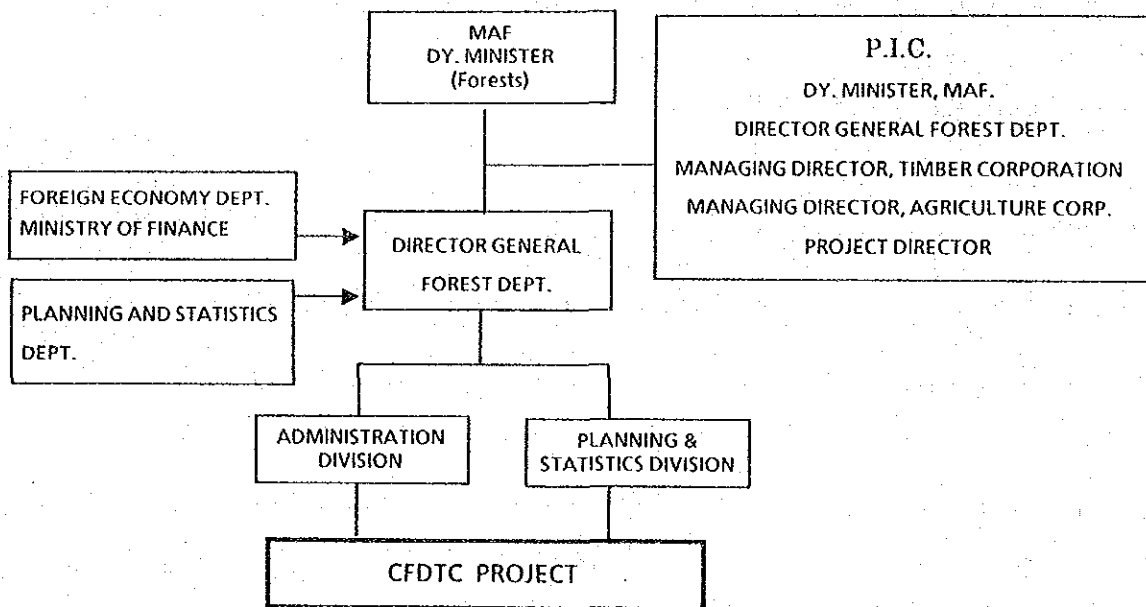 MAF
DY. MINISTER
(Forests)
P.I.C.
DY. MINISTER, MAF.
DIRECTOR GENERAL FOREST DEPT.
MANAGING DIRECTOR, TIMBER CORPORATION
MANAGING DIRECTOR, AGRICULTURE CORP.
PROJECT DIRECTOR
FOREIGN ECONOMY DEPT.
MINISTRY OF FINANCE
DIRECTOR GENERAL
FOREST DEPT.
PLANNING AND STATISTICS
DEPT.
ADMINISTRATION
DIVISION
PLANNING &
STATISTICS DIVISION
CFDTC PROJECT